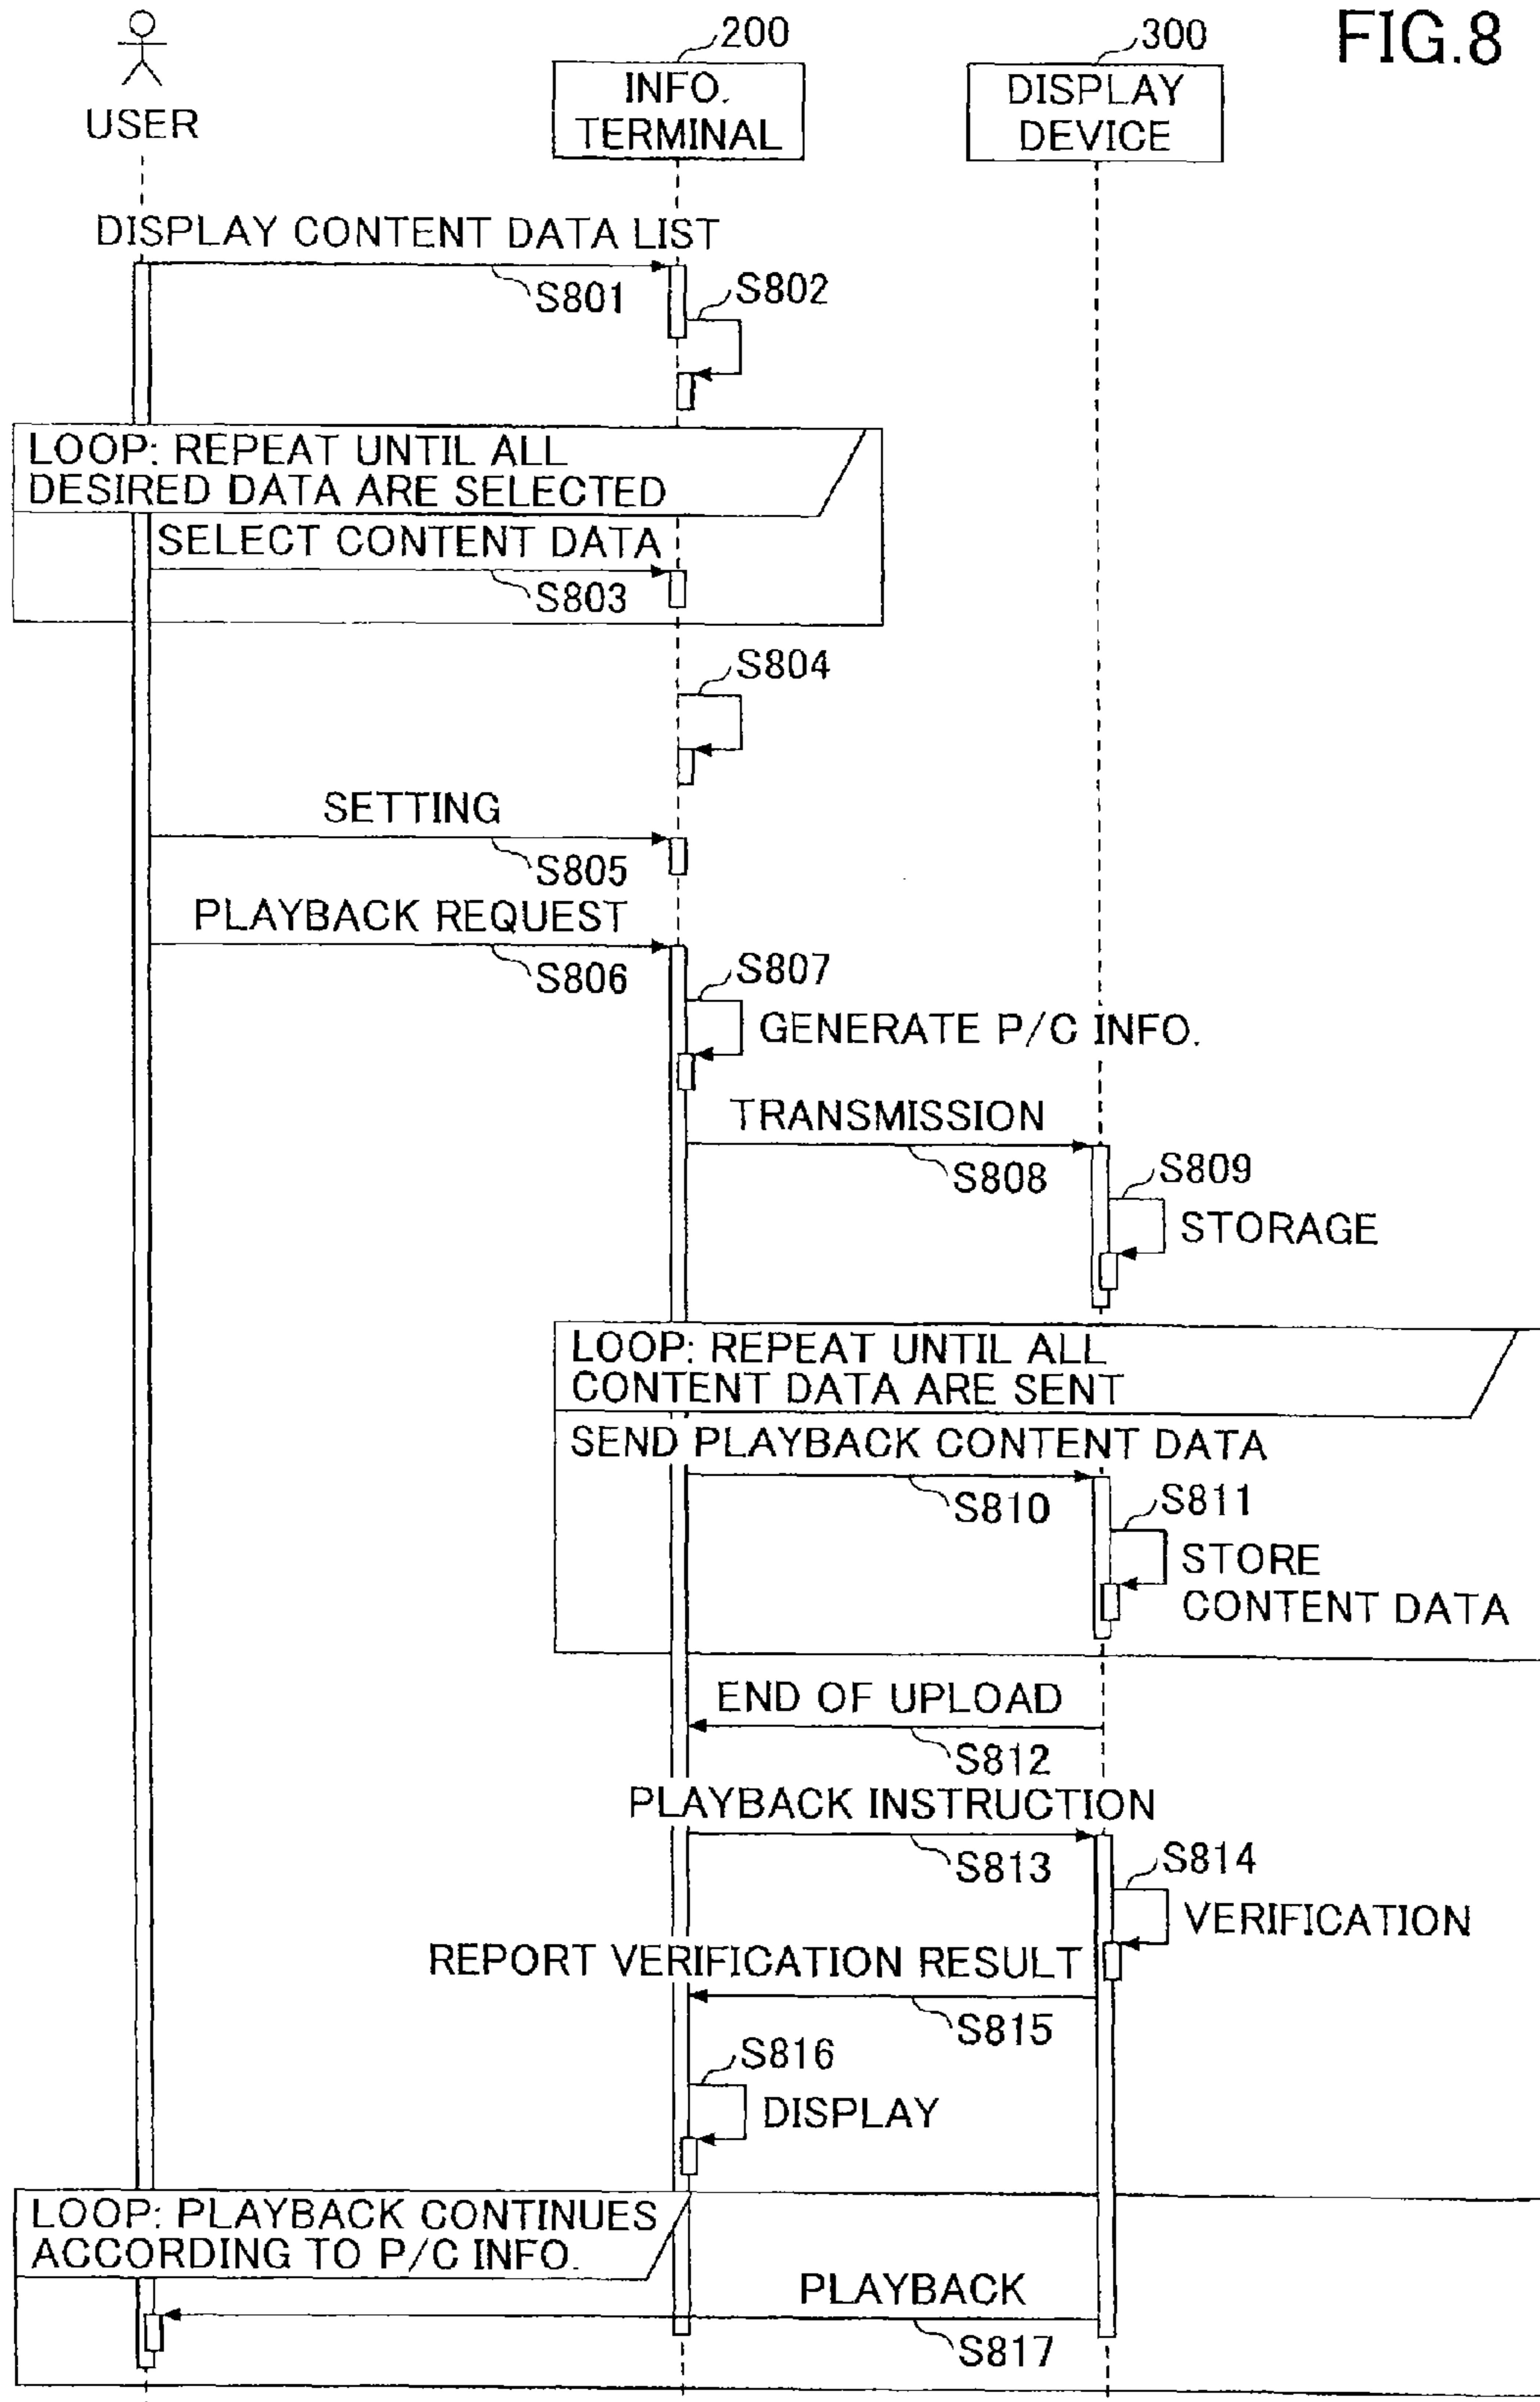 FIG.8
200
300
USER
INFO.
TERMINAL
DISPLAY
DEVICE
DISPLAY CONTENT DATA LIST
S801
S802
LOOP: REPEAT UNTIL ALL
DESIRED DATA ARE SELECTED
SELECT CONTENT DATA
S803
S804
SETTING
S805
PLAYBACK REQUEST
S806
S807
GENERATE P/C INFO.
TRANSMISSION
S808
S809
STORAGE
LOOP: REPEAT UNTIL ALL
CONTENT DATA ARE SENT
SEND PLAYBACK CONTENT DATA
S810
S811
STORE
CONTENT DATA
END OF UPLOAD
S812
PLAYBACK INSTRUCTION
S813
S814
VERIFICATION
REPORT VERIFICATION RESULT
S815
S816
DISPLAY
LOOP: PLAYBACK CONTINUES
ACCORDING TO P/C INFO.
PLAYBACK
S817